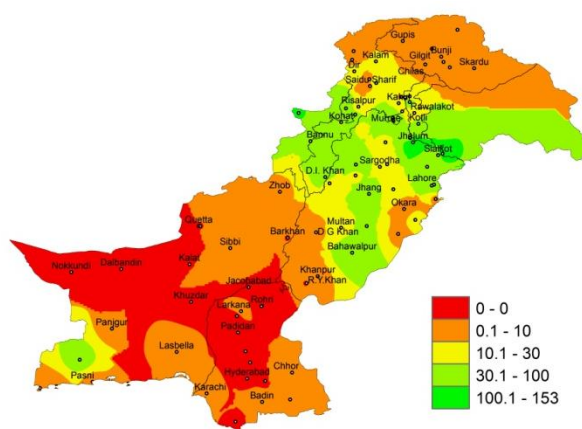 Gupis
Kalam
Gilgit
Bunji
Skardu
Dir
Chilas
Saidu Sharif
Risalpur
Kakul
Rawalakot
Kohat
Murree
Kotli
Bannu
Jhelum
Sialkot
D.I. Khan
Sargodha
Lahore
Zhob
Jhang
Okara
Quetta
Multan
Barkhan
D G Khan
Sibbi
Bahawalpur
Kalat
Nokkundi
Dalbandin
Khanpur
R.Y.Khan
Jacobabad
Khuzdar
Larkana
Rohri
Panjgur
Padidan
Lasbella
Pasni
Hyderabad
Chhor
Karachi
Badin
0 - 0
0.1 - 10
10.1 - 30
30.1 - 100
100.1 - 153